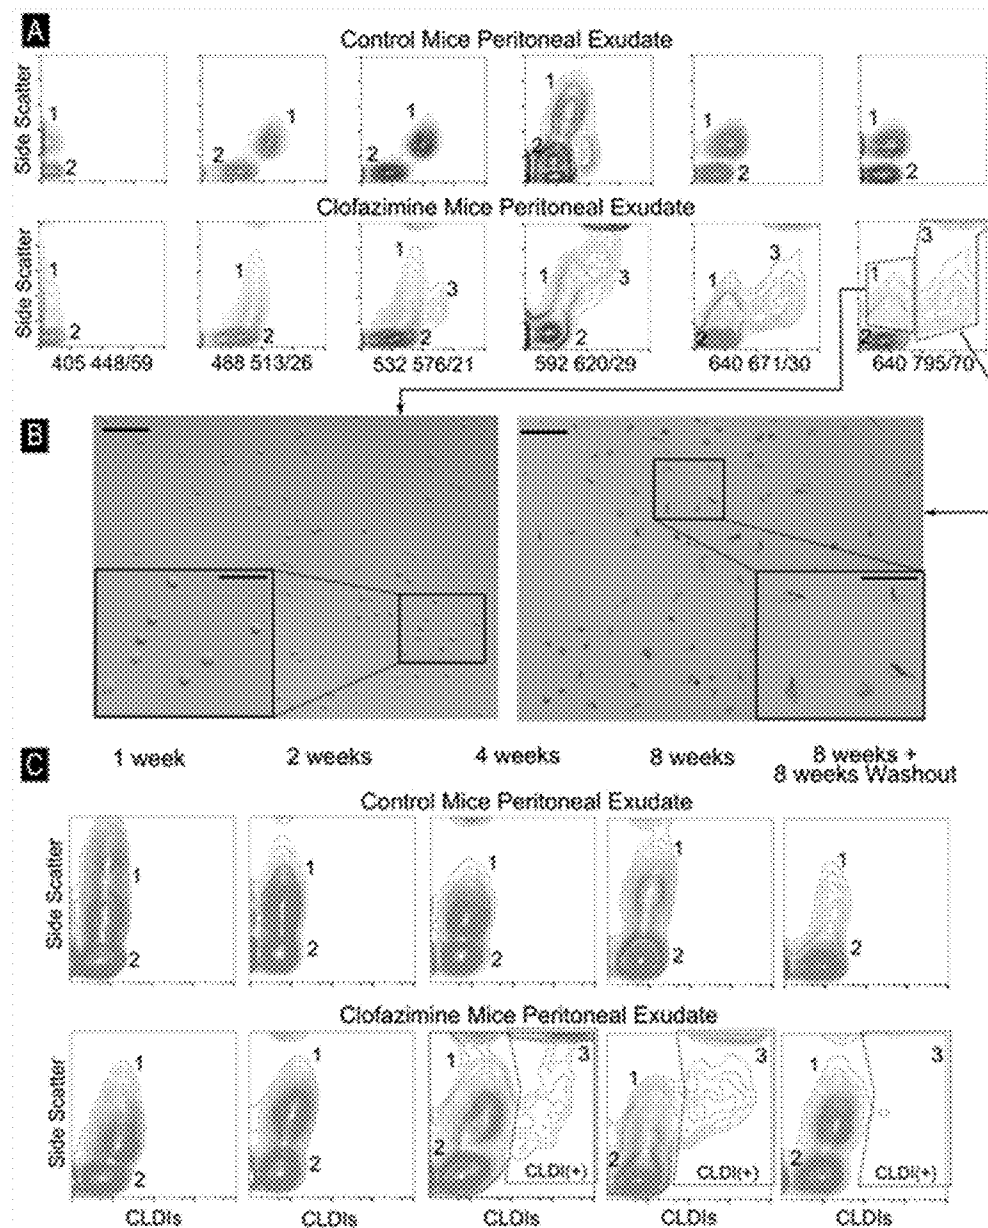 A
Control Mice Peritoneal Exudate
Side Scatter
1
2
1
2
1
2
1
2
1
2
1
2
Clofazimine Mice Peritoneal Exudate
Side Scatter
1
2
1
2
1
3
2
1
3
2
1
3
2
1
3
2
405 448/59
488 513/26
532 576/21
592 620/29
640 671/30
640 795/70
B
C
1 week
2 weeks
4 weeks
8 weeks
8 weeks +
8 weeks Washout
Control Mice Peritoneal Exudate
Side Scatter
1
2
1
2
1
2
1
2
1
2
Clofazimine Mice Peritoneal Exudate
Side Scatter
1
2
1
2
1
3
2
CLDI(+)
1
3
2
CLDI(+)
1
3
2
CLDI(+)
CLDIs
CLDIs
CLDIs
CLDIs
CLDIs